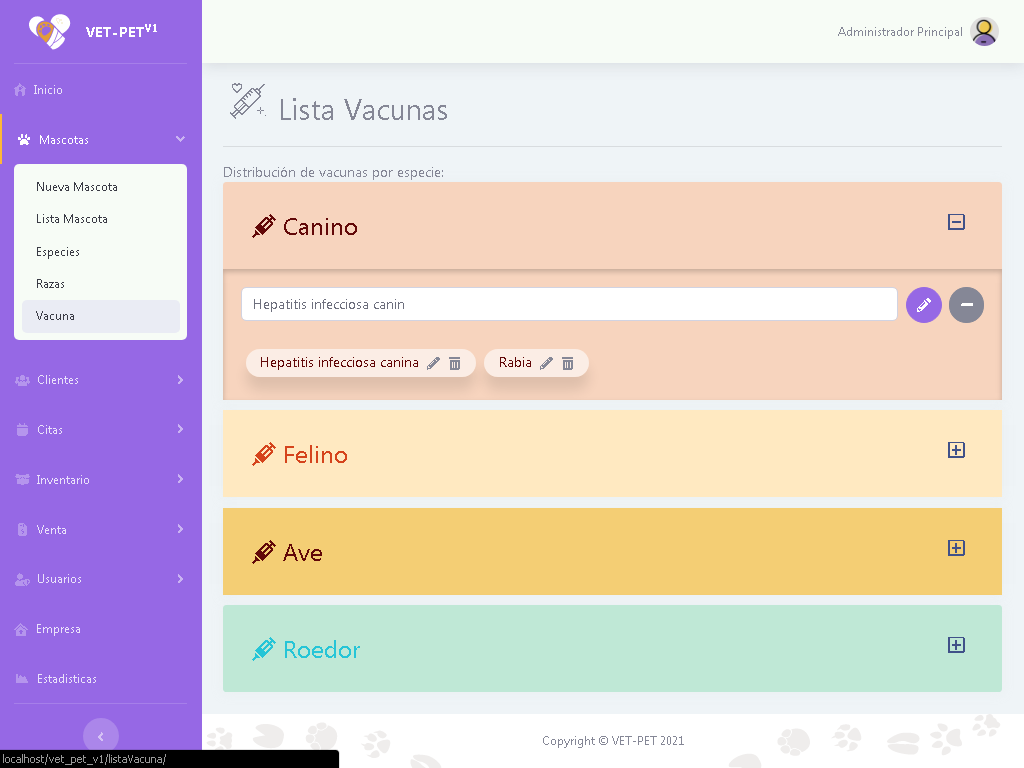 VET-PETV1
Administrador Principal
Inicio
Mascotas
Nueva Mascota
Lista Mascota
Especies
Razas
Vacuna
Clientes
Citas
Inventario
Venta
Usuarios
Empresa
Estadisticas
Lista Vacunas
Distribución de vacunas por especie:
Canino
Hepatitis infecciosa canin
Hepatitis infecciosa canina
Rabia
Felino
Ave
Roedor
Copyright © VET-PET 2021
localhost/vet_pet_v1/listaVacuna/